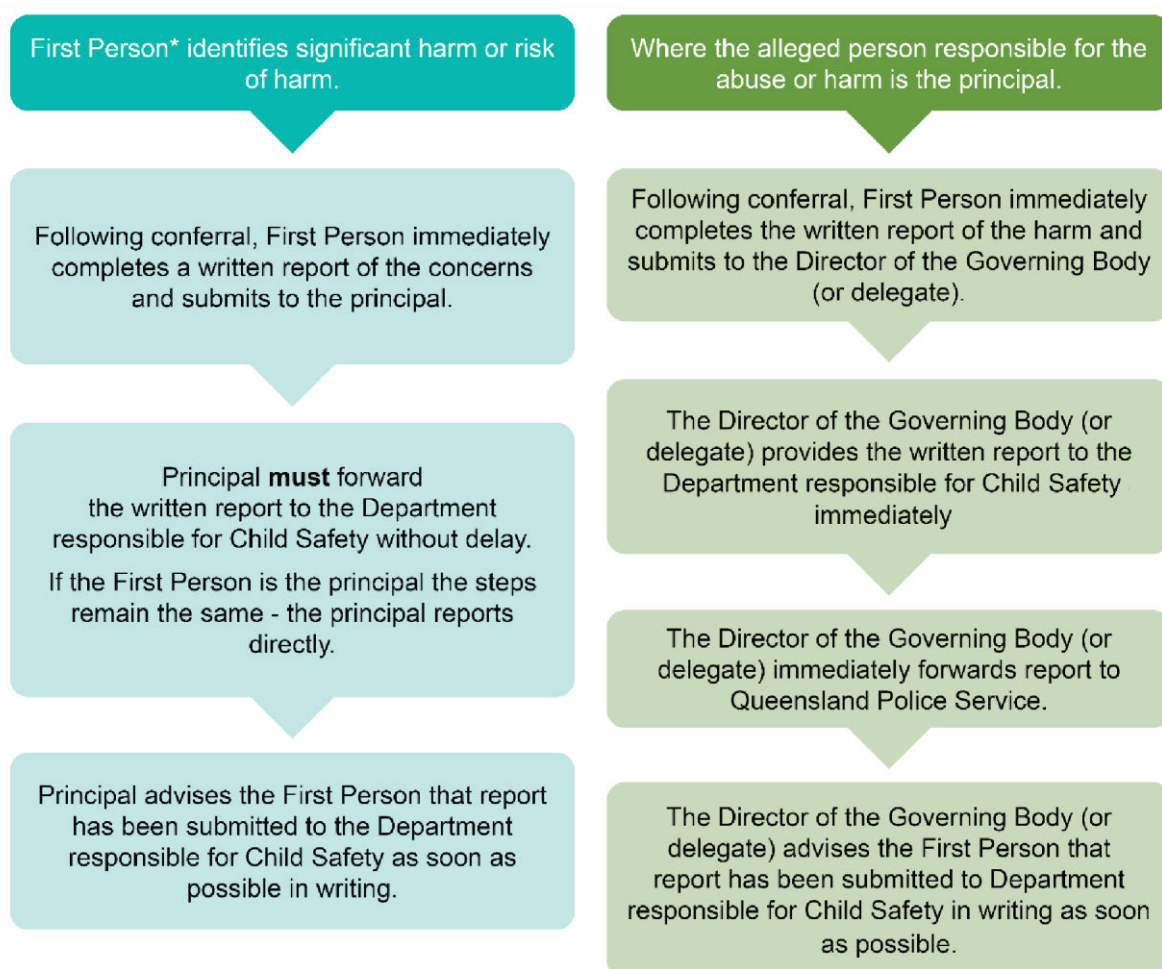 First Person* identifies significant harm or risk
of harm.
Following conferral, First Person immediately
completes a written report of the concerns
and submits to the principal.
Principal must forward
the written report to the Department
responsible for Child Safety without delay.
If the First Person is the principal the steps
remain the same - the principal reports
directly.
Principal advises the First Person that report
has been submitted to the Department
responsible for Child Safety as soon as
possible in writing.
Where the alleged person responsible for the
abuse or harm is the principal.
Following conferral, First Person immediately
completes the written report of the harm and
submits to the Director of the Governing Body
(or delegate).
The Director of the Governing Body (or
delegate) provides the written report to the
Department responsible for Child Safety
immediately
The Director of the Governing Body (or
delegate) immediately forwards report to
Queensland Police Service.
The Director of the Governing Body (or
delegate) advises the First Person that
report has been submitted to Department
responsible for Child Safety in writing as soon
as possible.